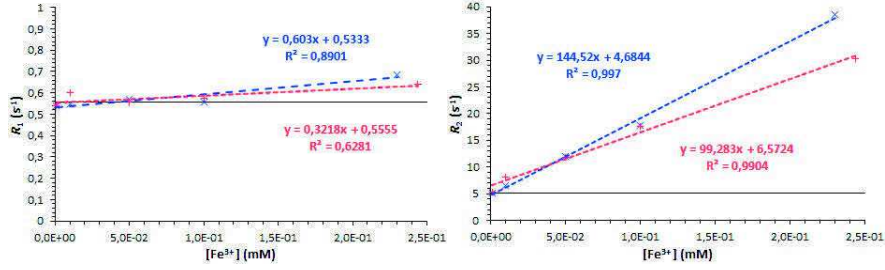 R₁ (s⁻¹)
1
0,9
0,8
0,7
0,6
0,5
0,4
0,3
0,2
0,1
0
y = 0,603x + 0,5333
R² = 0,8901
y = 0,3218x + 0,5555
R² = 0,6281
0,0E+00 5,0E-02 1,0E-01 1,5E-01 2,0E-01 2,5E-01
[Fe³⁺] (mM)
R₂ (s⁻¹)
40
35
30
25
20
15
10
5
0
y = 144,52x + 4,6844
R² = 0,997
y = 99,283x + 6,5724
R² = 0,9904
0,0E+00 5,0E-02 1,0E-01 1,5E-01 2,0E-01 2,5E-01
[Fe³⁺] (mM)